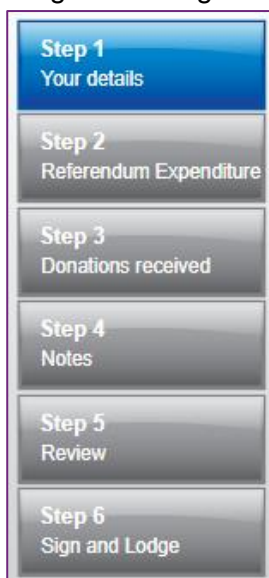 Step 1
Your details
Step 2
Referendum Expenditure
Step 3
Donations received
Step 4
Notes
Step 5
Review
Step 6
Sign and Lodge